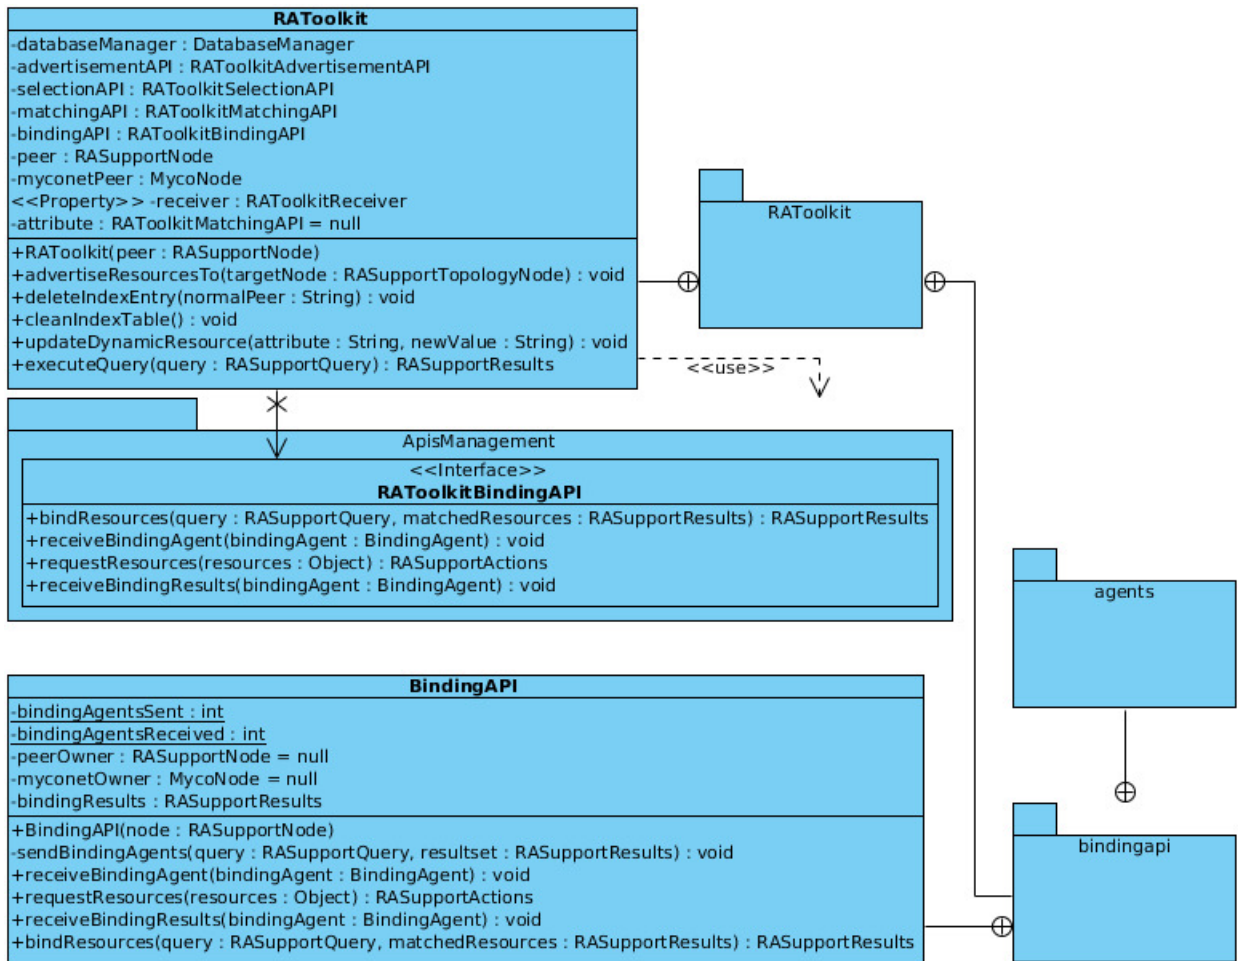 RAToolkit
-databaseManager : DatabaseManager
-advertisementAPI : RAToolkitAdvertisementAPI
-selectionAPI : RAToolkitSelectionAPI
-matchingAPI : RAToolkitMatchingAPI
-bindingAPI : RAToolkitBindingAPI
-peer : RASupportNode
-myconetPeer : MycoNode
<<Property>> -receiver : RAToolkitReceiver
-attribute : RAToolkitMatchingAPI = null
+RAToolkit(peer : RASupportNode)
+advertiseResourcesTo(targetNode : RASupportTopologyNode) : void
+deleteIndexEntry(normalPeer : String) : void
+cleanIndexTable() : void
+updateDynamicResource(attribute : String, newValue : String) : void
+executeQuery(query : RASupportQuery) : RASupportResults
RAToolkit
<<use>>
ApisManagement
<<Interface>>
RAToolkitBindingAPI
+bindResources(query : RASupportQuery, matchedResources : RASupportResults) : RASupportResults
+receiveBindingAgent(bindingAgent : BindingAgent) : void
+requestResources(resources : Object) : RASupportActions
+receiveBindingResults(bindingAgent : BindingAgent) : void
agents
BindingAPI
-bindingAgentsSent : int
-bindingAgentsReceived : int
-peerOwner : RASupportNode = null
-myconetOwner : MycoNode = null
-bindingResults : RASupportResults
+BindingAPI(node : RASupportNode)
-sendBindingAgents(query : RASupportQuery, resultset : RASupportResults) : void
+receiveBindingAgent(bindingAgent : BindingAgent) : void
+requestResources(resources : Object) : RASupportActions
+receiveBindingResults(bindingAgent : BindingAgent) : void
+bindResources(query : RASupportQuery, matchedResources : RASupportResults) : RASupportResults
bindingapi